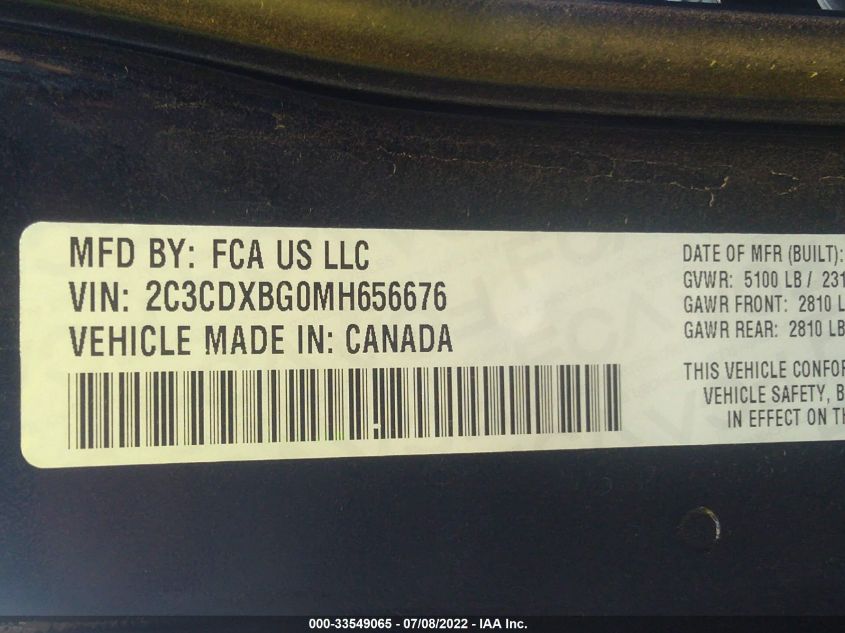 MFD BY: FCA US LLC
VIN: 2C3CDXBG0MH656676
VEHICLE MADE IN: CANADA
DATE OF MFR (BUILT):
GVWR: 5100 LB / 231
GAWR FRONT: 2810 L
GAWR REAR: 2810 LB
THIS VEHICLE CONFOR
VEHICLE SAFETY, B
IN EFFECT ON TH
000-33549065 - 07/08/2022 - IAA Inc.